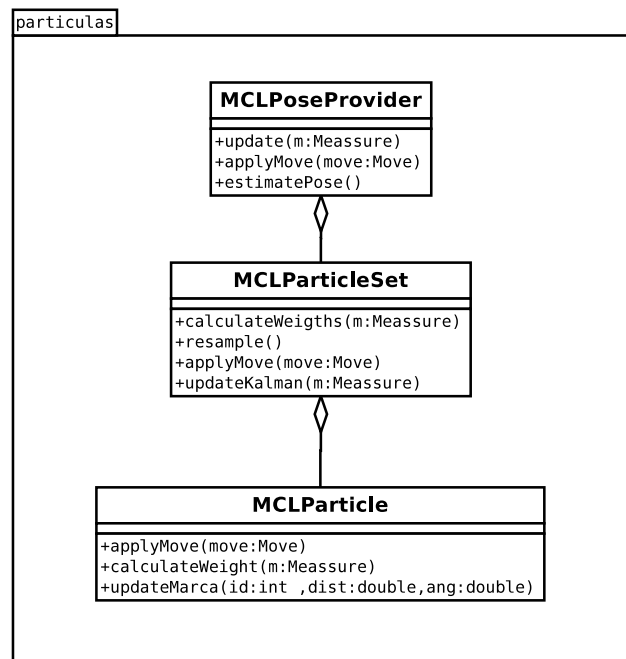 particulas
MCLPoseProvider
+update(m:Meassure)
+applyMove(move:Move)
+estimatePose()
MCLParticleSet
+calculateWeigths(m:Meassure)
+resample()
+applyMove(move:Move)
+updateKalman(m:Meassure)
MCLParticle
+applyMove(move:Move)
+calculateWeight(m:Meassure)
+updateMarca(id:int ,dist:double,ang:double)